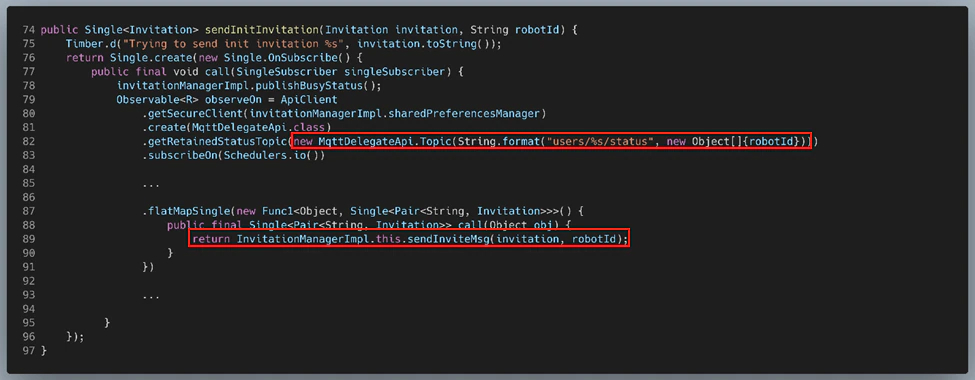 74 public Single<Invitation> sendInitInvitation(Invitation invitation, String robotId) {
75 Timber.d("Trying to send init invitation %s", invitation.toString());
76 return Single.create(new Single.OnSubscribe() {
77 public final void call(SingleSubscriber singleSubscriber) {
78 invitationManagerImpl.publishBusyStatus();
79 Observable<R> observeOn = ApiClient
80 .getSecureClient(invitationManagerImpl.sharedPreferencesManager)
81 .create(MqttDelegateApi.class)
82 .getRetainedStatusTopic(new MqttDelegateApi.Topic(String.format("users/%s/status", new Object[]{robotId})))
83 .subscribeOn(Schedulers.io())
84
85 ...
86
87 .flatMapSingle(new Func1<Object, Single<Pair<String, Invitation>>>() {
88 public final Single<Pair<String, Invitation>> call(Object obj) {
89 return InvitationManagerImpl.this.sendInviteMsg(invitation, robotId);
90 }
91 })
92
93 ...
94
95 }
96 });
97 }